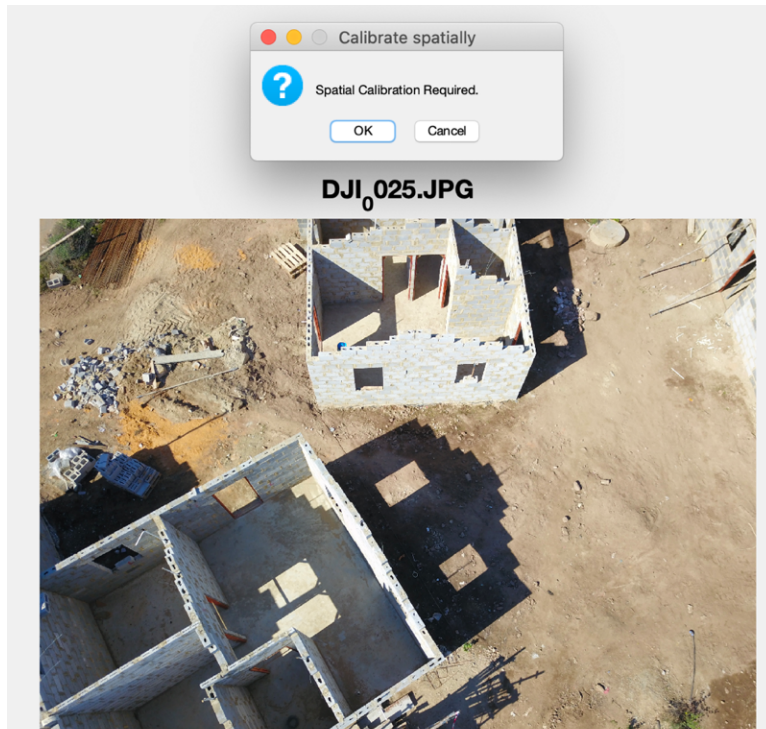 Calibrate spatially
?
Spatial Calibration Required.
OK
Cancel
DJI₀025.JPG